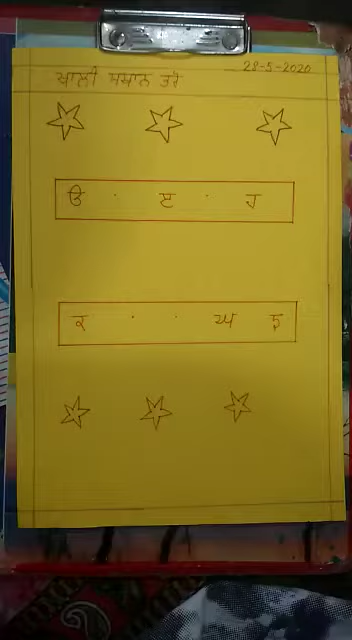 ਖਾਲੀ ਸਥਾਨ ਭਰੋ 28-5-2020
ੳ . ੲ . ਹ
ਕ . . ਘ ਙ